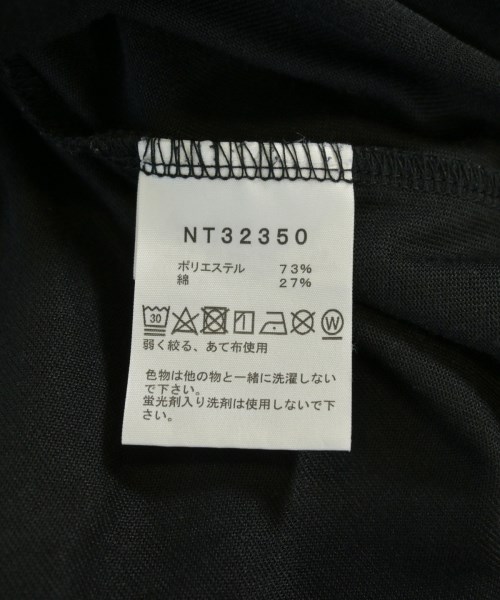 NT32350
ポリエステル 73%
綿 27%
30 W
弱く絞る、あて布使用
色物は他の物と一緒に洗濯しない
で下さい。
蛍光剤入り洗剤は使用しないで下
さい。